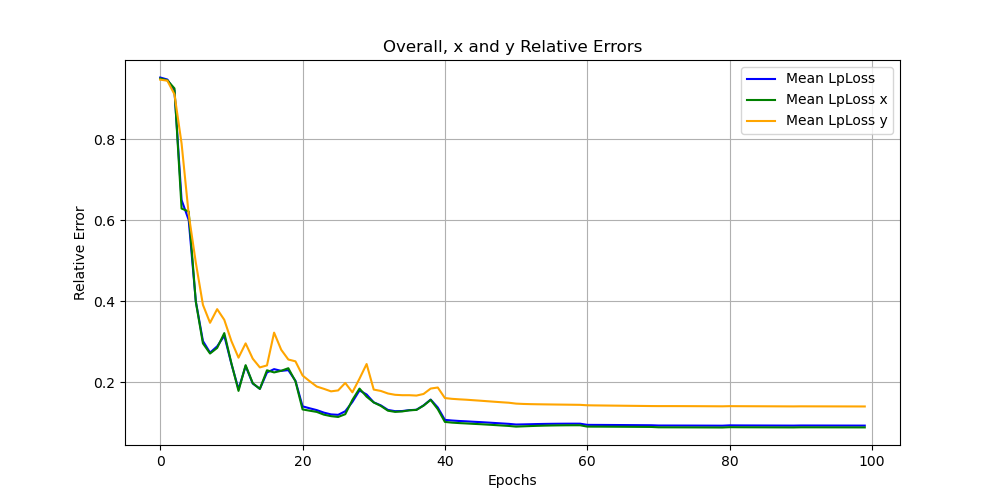 Overall, x and y Relative Errors
Mean LpLoss
Mean LpLoss x
Mean LpLoss y
Relative Error
0.8
0.6
0.4
0.2
0 20 40 60 80 100
Epochs